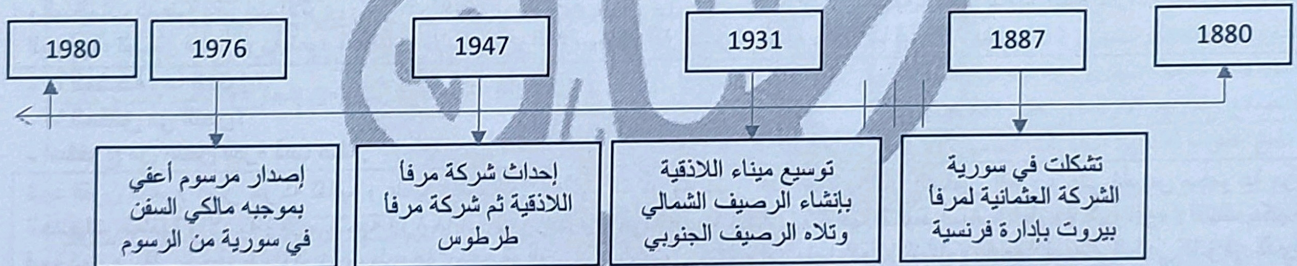 1880
1887
1931
1947
1976
1980
تشكلت في سورية
الشركة العثمانية لمرفأ
بيروت بإدارة فرنسية
توسيع ميناء اللاذقية
بإنشاء الرصيف الشمالي
وتلاه الرصيف الجنوبي
إحداث شركة مرفأ
اللاذقية ثم شركة مرفأ
طرطوس
إصدار مرسوم أعفي
بموجبه مالكي السفن
في سورية من الرسوم